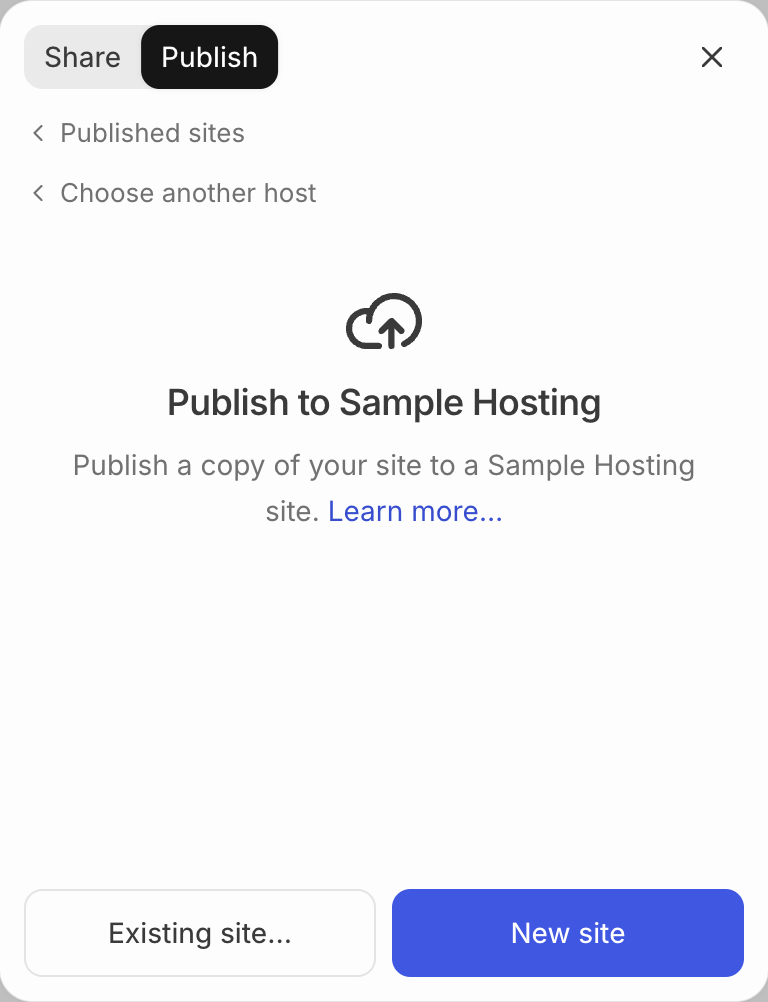 Share Publish
Published sites
Choose another host
Publish to Sample Hosting
Publish a copy of your site to a Sample Hosting
site. Learn more...
Existing site... New site